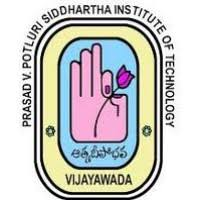 PRASAD V. POTLURI SIDDHARTHA INSTITUTE OF TECHNOLOGY
ఆత్మదీపోభవ
VIJAYAWADA